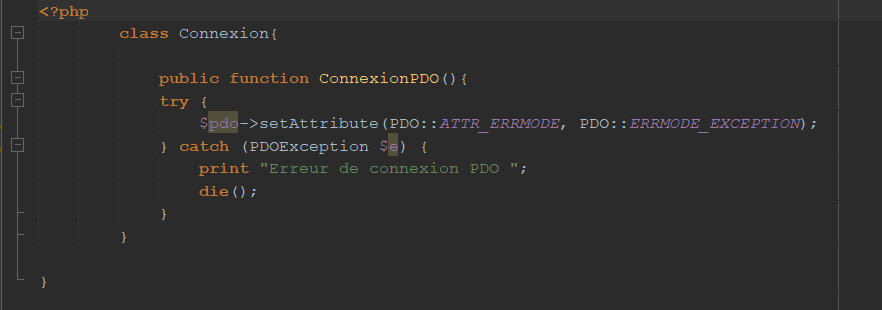 <?php
class Connexion{
public function ConnexionPDO(){
try {
$pdo->setAttribute(PDO::ATTR_ERRMODE, PDO::ERRMODE_EXCEPTION);
} catch (PDOException $e) {
print "Erreur de connexion PDO ";
die();
}
}
}